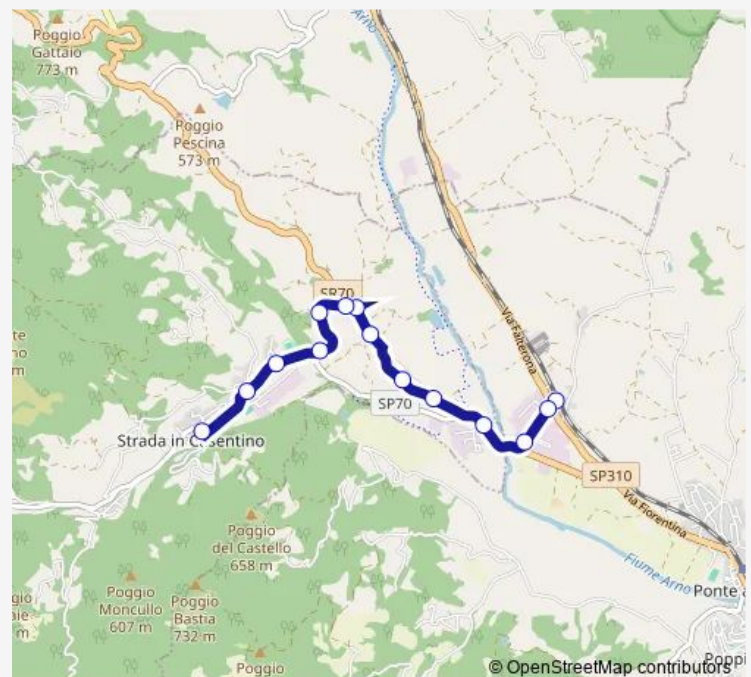 Arno
Poggio
Gattaio
773 m
Poggio
Pescina
573 m
SR70
Via Falterona
SP70
Strada in C
sentino
SP310
Via Fiorentina
Poggio
del Castello
658 m
Fiume Arno
Poggio
Moncullo
607 m
Poggio
Bastia
732 m
Ponte a
Poggio
Poppi
© OpenStreetMap contributors